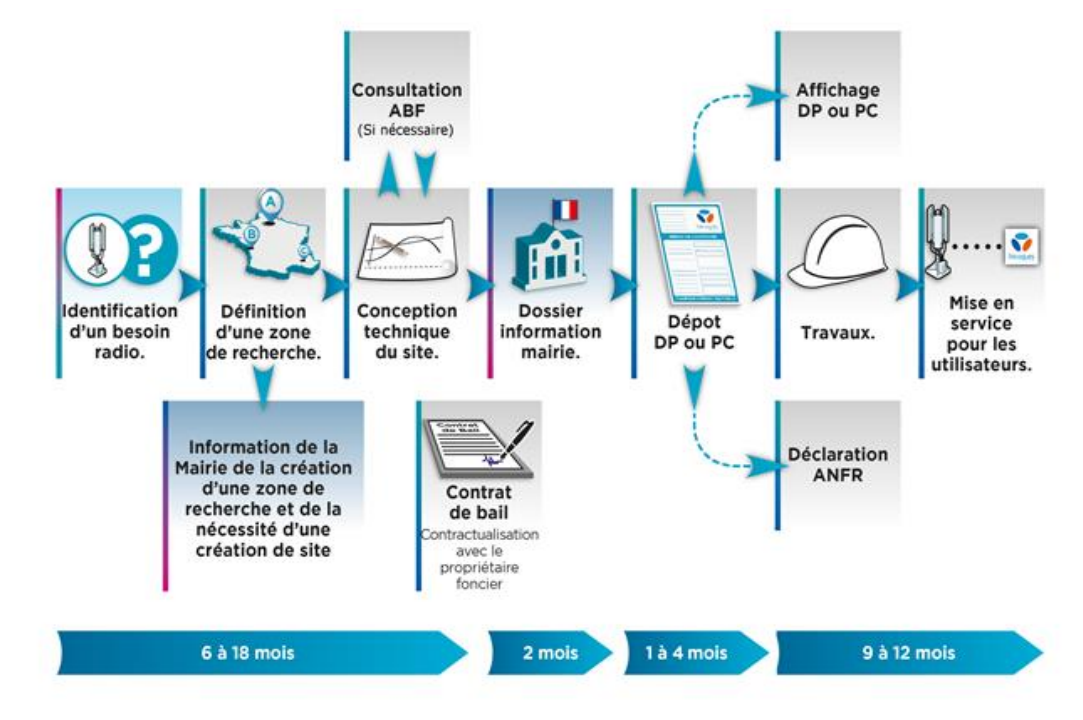 Consultation
ABF
(Si nécessaire)
Affichage
DP ou PC
A
B
C
Identification
d'un besoin
radio.
Définition
d'une zone
de recherche.
Conception
technique
du site.
Dossier
information
mairie.
Dépot
DP ou PC
Travaux.
Mise en
service
pour les
utilisateurs.
Information de la
Mairie de la création
d'une zone de
recherche et de la
nécessité d'une
création de site
Contrat
de Bail
Contrat
de bail
Contractualisation
avec le
propriétaire
foncier
Déclaration
ANFR
6 à 18 mois
2 mois
1 à 4 mois
9 à 12 mois